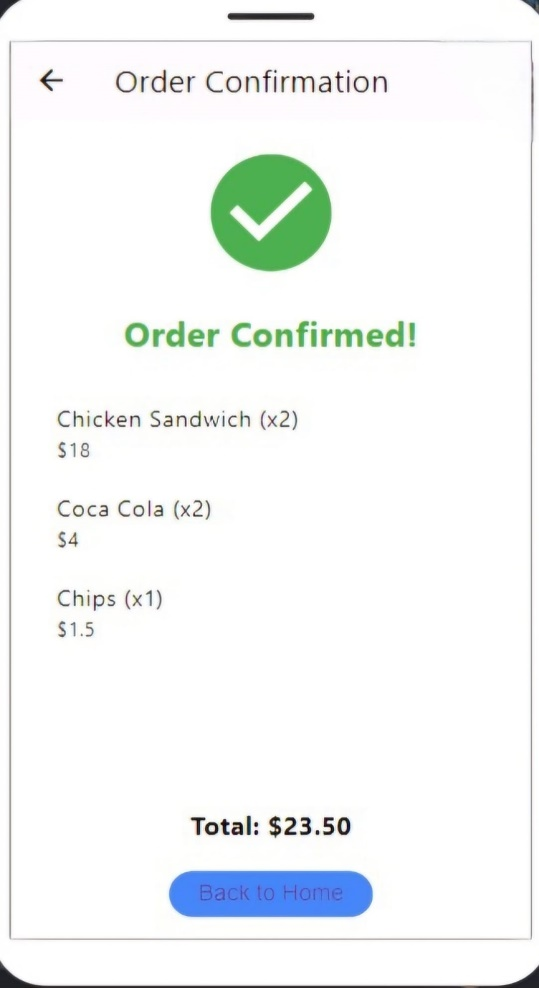 Order Confirmation
Order Confirmed!
Chicken Sandwich (x2)
$18
Coca Cola (x2)
$4
Chips (x1)
$1.5
Total: $23.50
Back to Home